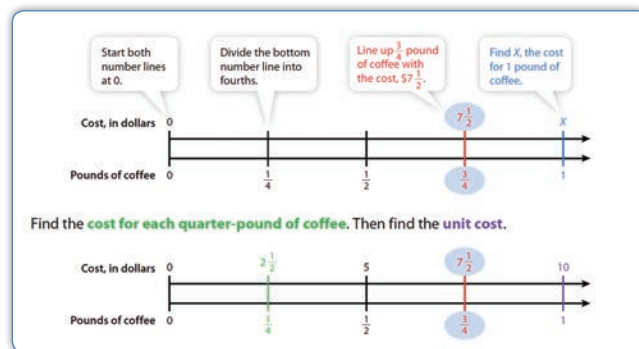 Start both
number lines
at 0.
Divide the bottom
number line into
fourths.
Line up 3/4 pound
of coffee with
the cost, $7 1/2.
Find X, the cost
for 1 pound of
coffee.
Cost, in dollars 0 7 1/2 X
Pounds of coffee 0 1/4 1/2 3/4 1
Find the cost for each quarter-pound of coffee. Then find the unit cost.
Cost, in dollars 0 2 1/2 5 7 1/2 10
Pounds of coffee 0 1/4 1/2 3/4 1